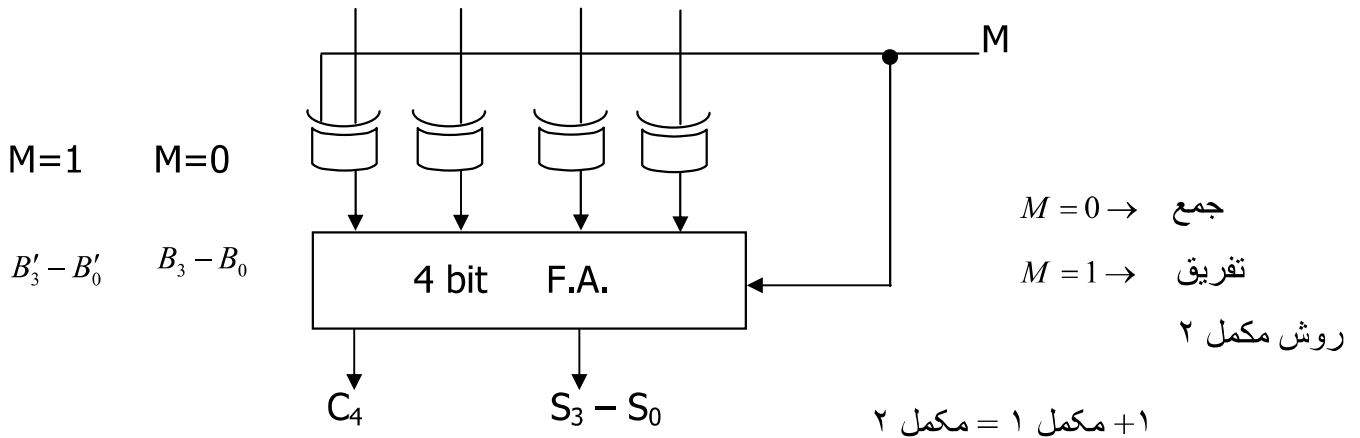 M
M=1 M=0
M = 0 → جمع
B′₃ − B′₀ B₃ − B₀
4 bit F.A.
M = 1 → تفریق
روش مکمل ۲
C₄ S₃ – S₀
۱+ مکمل ۱ = مکمل ۲